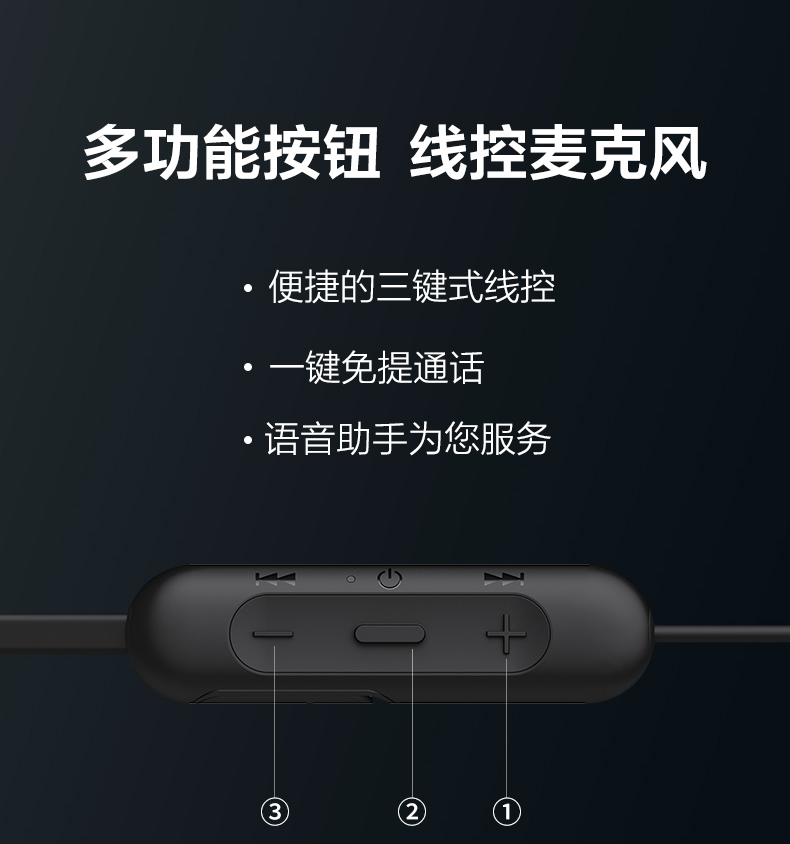 多功能按钮 线控麦克风
• 便捷的三键式线控
• 一键免提通话
• 语音助手为您服务
③ ② ①